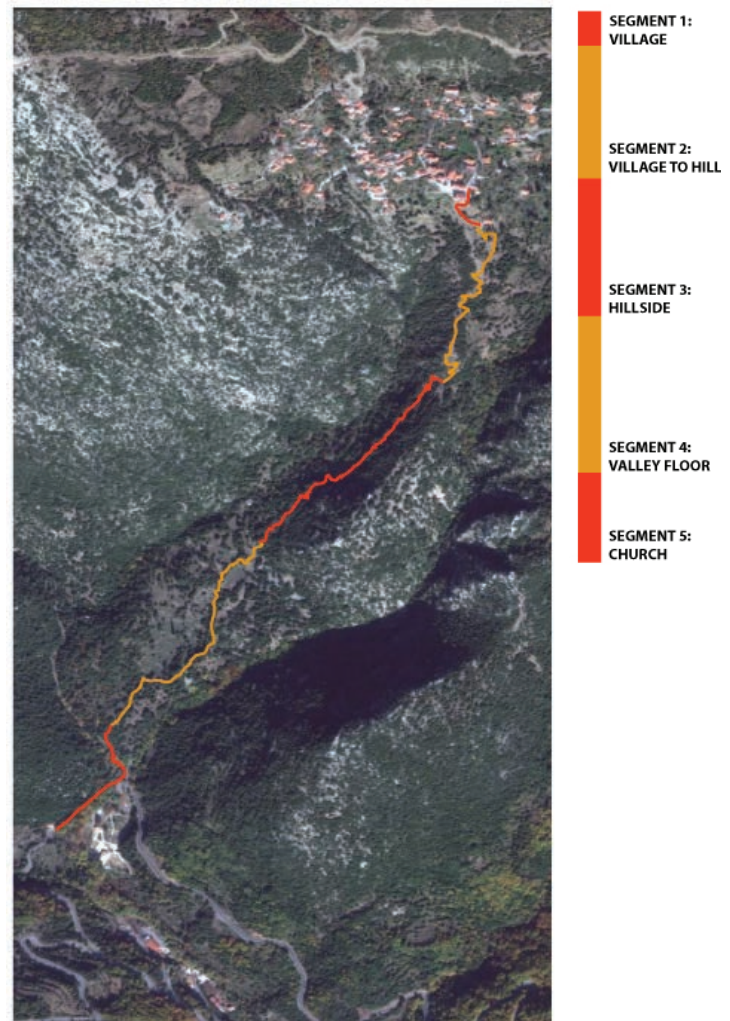 SEGMENT 1:
VILLAGE
SEGMENT 2:
VILLAGE TO HILL
SEGMENT 3:
HILLSIDE
SEGMENT 4:
VALLEY FLOOR
SEGMENT 5:
CHURCH